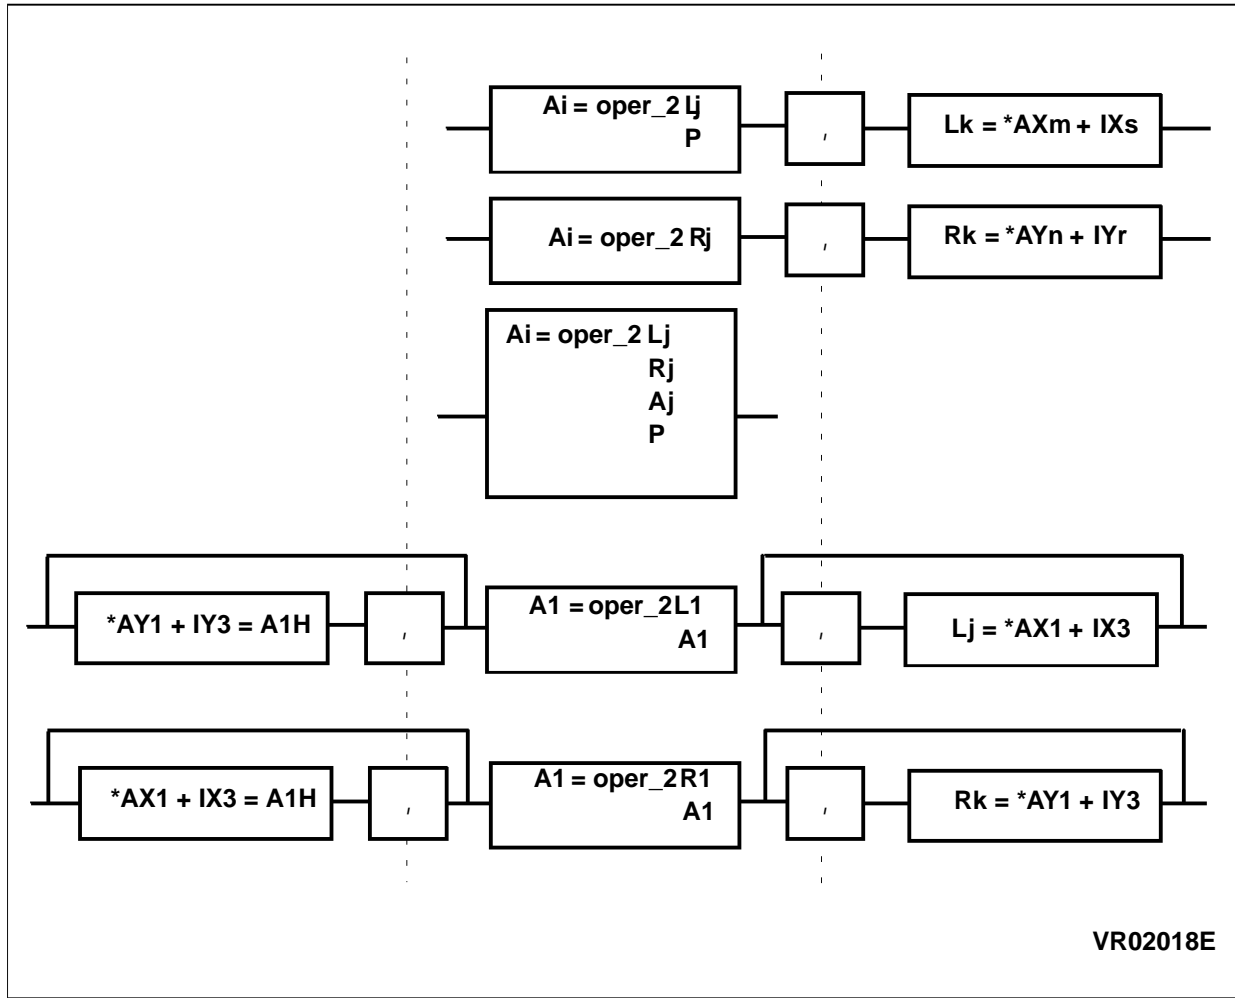 Ai = oper_2 Lj
P
,
Lk = *AXm + IXs
Ai = oper_2 Rj
,
Rk = *AYn + IYr
Ai = oper_2 Lj
Rj
Aj
P
*AY1 + IY3 = A1H
,
A1 = oper_2L1
A1
,
Lj = *AX1 + IX3
*AX1 + IX3 = A1H
,
A1 = oper_2R1
A1
,
Rk = *AY1 + IY3
VR02018E